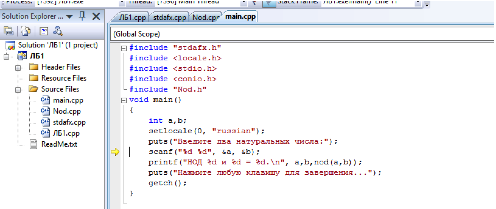 Solution Explorer ...
ЛБ1.cpp stdafx.cpp Nod.cpp main.cpp
(Global Scope)
Solution 'ЛБ1' (1 project)
ЛБ1
Header Files
Resource Files
Source Files
main.cpp
Nod.cpp
stdafx.cpp
ЛБ1.cpp
ReadMe.txt
#include "stdafx.h"
#include <locale.h>
#include <stdio.h>
#include <conio.h>
#include "Nod.h"
void main()
{
int a,b;
setlocale(0, "russian");
puts("Введите два натуральных числа:");
scanf("%d %d", &a, &b);
printf("НОД %d и %d = %d.\n", a,b,nod(a,b));
puts("Нажмите любую клавишу для завершения...");
getch();
}